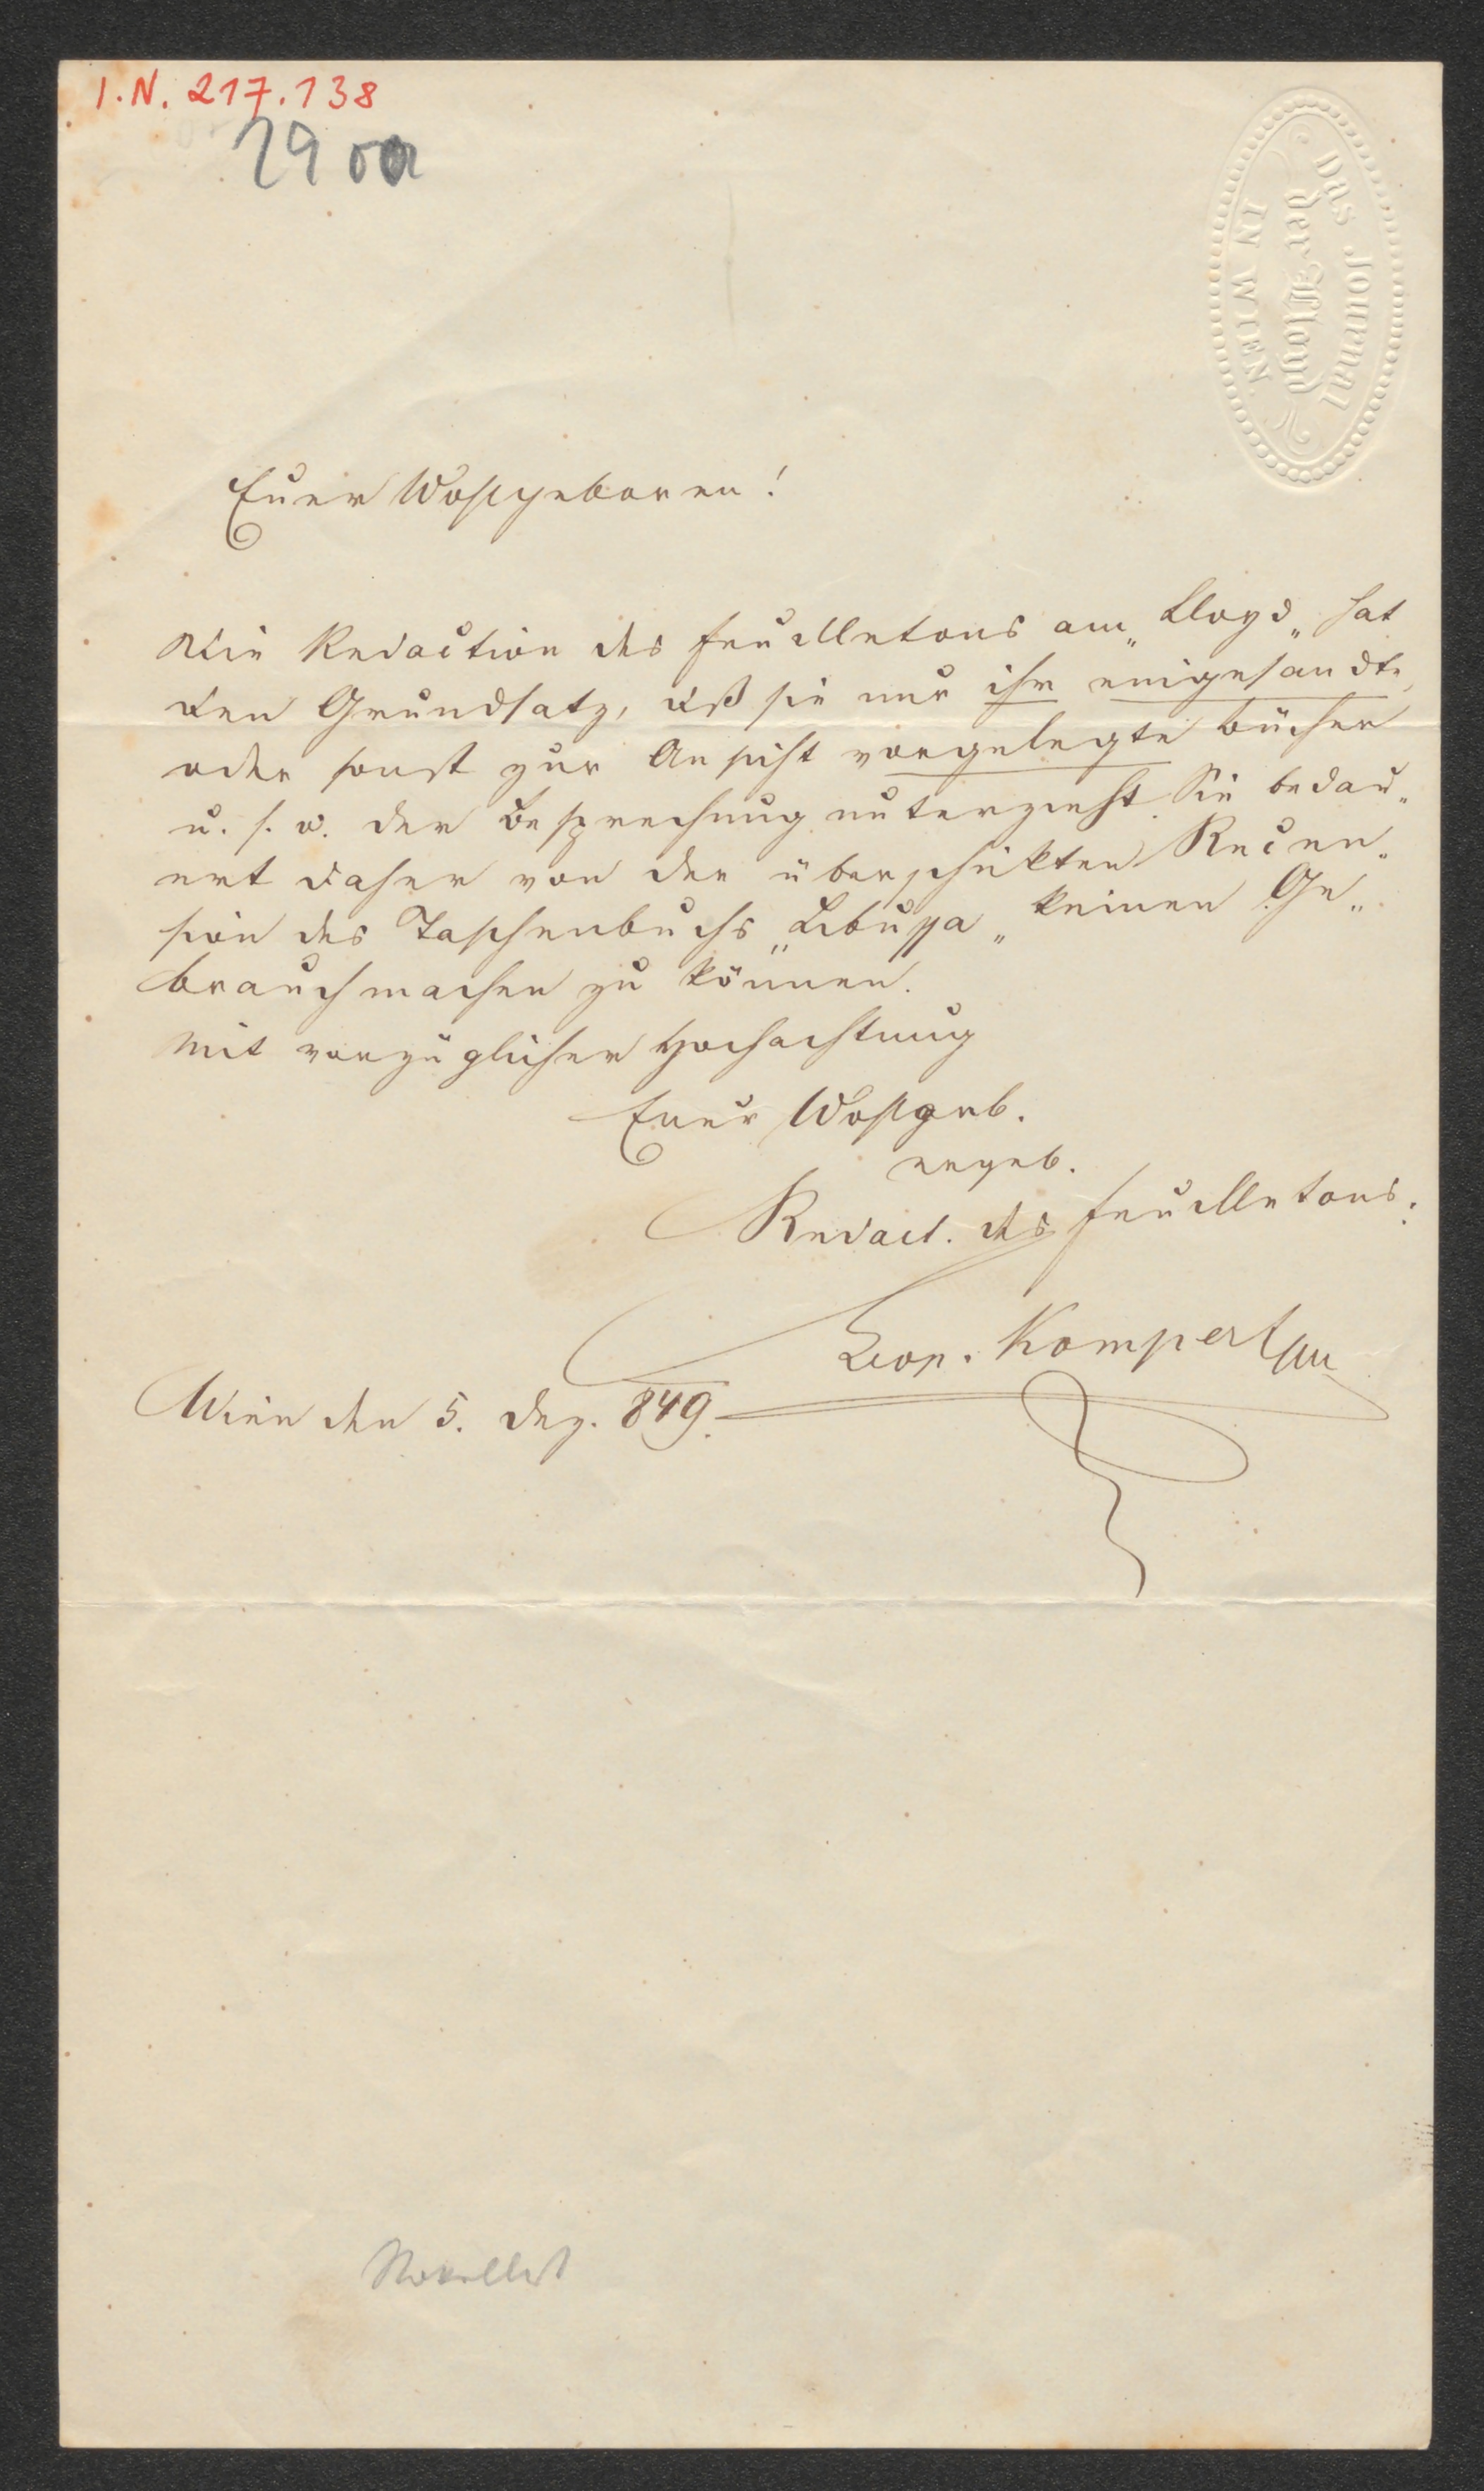 I.N. 217.138
Das Journal
der Lloyd
IN WIEN.
Euer Wohlgeboren!
Die Redaction des Feuilletons am „Lloyd„ hat
den Grundsatz, daß sie nur ihr eingesandte,
oder sonst zur Ansicht vorgelegte Bücher
u. s. w. der Besprechung unterzieht. Sie bedau„
ert daher von der überschickten Recen„
sion des Taschenbuchs „Libussa„ keinen Ge„
brauch machen zu können.
Mit vorzüglicher Hochachtung
Euer Wohlgeb.
ergeb.
Redact. des Feuilletons:
Leop. Kompert
Wien den 5. Dez. 849.
Novellist